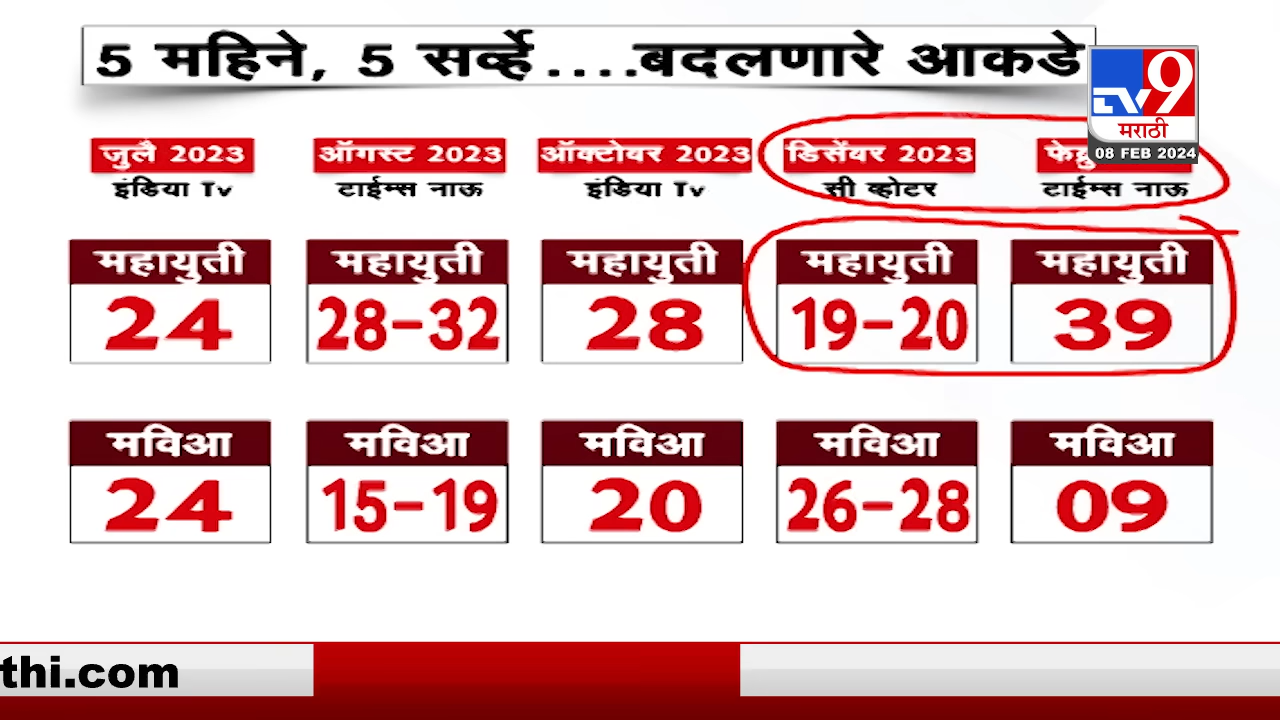 5 महिने, 5 सर्व्हे....बदलणारे आकडे
TV9
मराठी
08 FEB 2024
जुलै 2023 ऑगस्ट 2023 ऑक्टोबर 2023 डिसेंबर 2023
इंडिया Tv टाईम्स नाऊ इंडिया Tv सी व्होटर टाईम्स नाऊ
महायुती महायुती महायुती महायुती महायुती
24 28-32 28 19-20 39
मविआ मविआ मविआ मविआ मविआ
24 15-19 20 26-28 09
thi.com